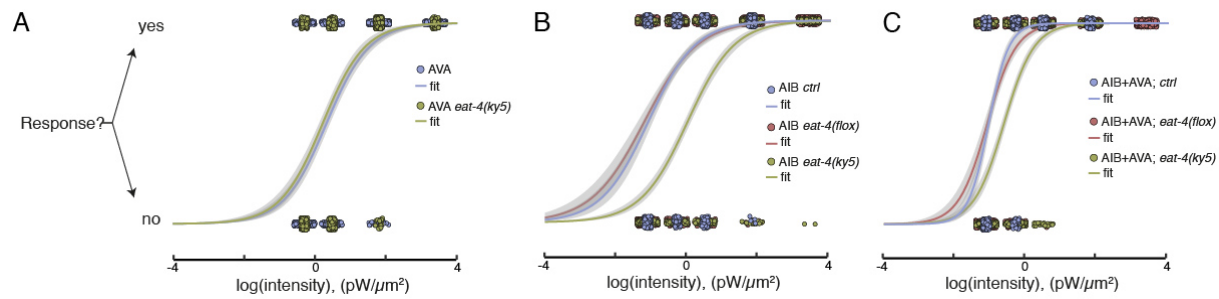 A
yes
Response?
no
AVA
fit
AVA eat-4(ky5)
fit
-4
0
4
log(intensity), (pW/µm²)
B
AIB ctrl
fit
AIB eat-4(flox)
fit
AIB eat-4(ky5)
fit
-4
0
4
log(intensity), (pW/µm²)
C
AIB+AVA; ctrl
fit
AIB+AVA; eat-4(flox)
fit
AIB+AVA; eat-4(ky5)
fit
-4
0
4
log(intensity), (pW/µm²)